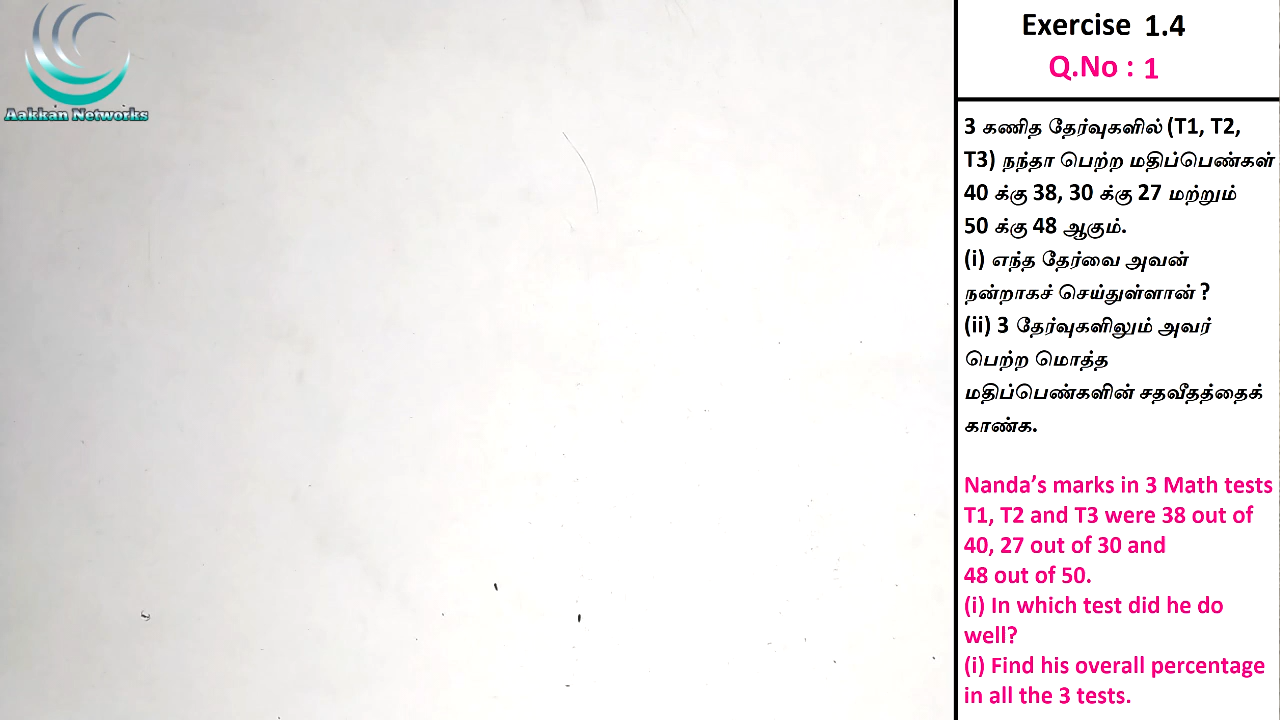 Aakkan Networks
Exercise 1.4
Q.No : 1
3 கணித தேர்வுகளில் (T1, T2,
T3) நந்தா பெற்ற மதிப்பெண்கள்
40 க்கு 38, 30 க்கு 27 மற்றும்
50 க்கு 48 ஆகும்.
(i) எந்த தேர்வை அவன்
நன்றாகச் செய்துள்ளான் ?
(ii) 3 தேர்வுகளிலும் அவர்
பெற்ற மொத்த
மதிப்பெண்களின் சதவீதத்தைக்
காண்க.
Nanda's marks in 3 Math tests
T1, T2 and T3 were 38 out of
40, 27 out of 30 and
48 out of 50.
(i) In which test did he do
well?
(i) Find his overall percentage
in all the 3 tests.